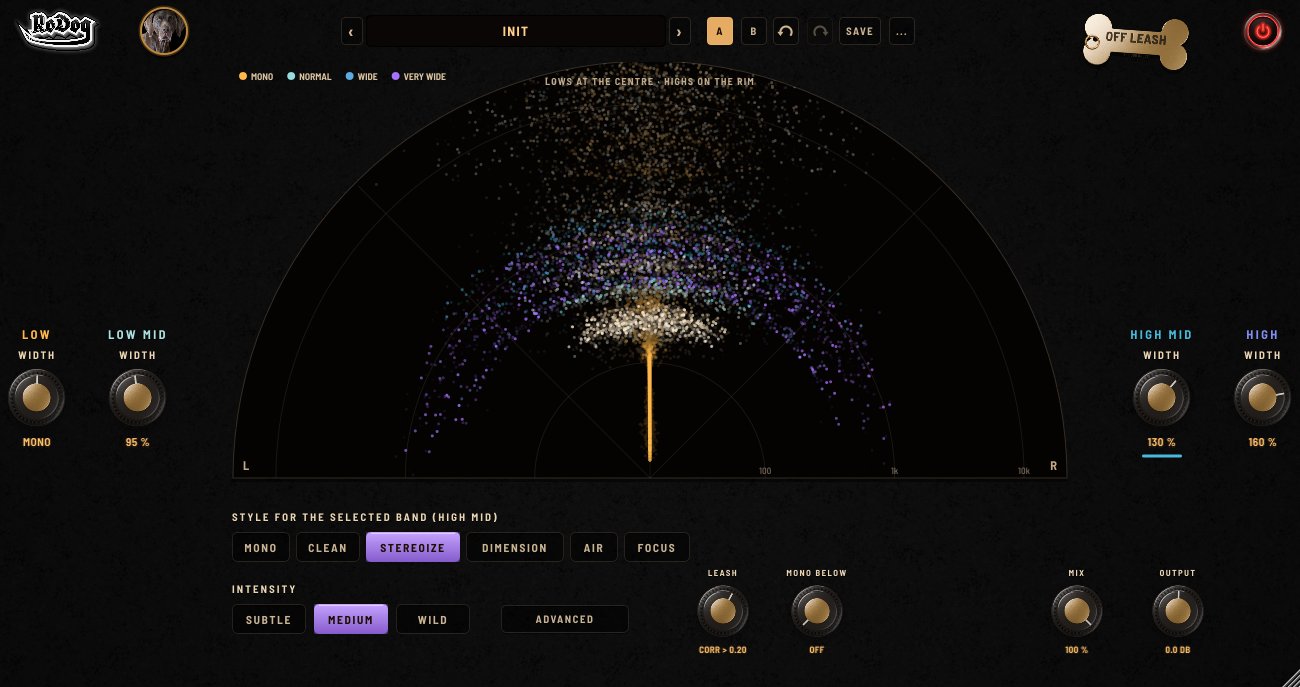 RoDog
‹ INIT › A B SAVE ...
OFF LEASH
MONO NORMAL WIDE VERY WIDE
LOWS AT THE CENTRE · HIGHS ON THE RIM
LOW LOW MID HIGH MID HIGH
WIDTH WIDTH WIDTH WIDTH
MONO 95 % 130 % 160 %
L 100 1k 10k R
STYLE FOR THE SELECTED BAND (HIGH MID)
MONO CLEAN STEREOIZE DIMENSION AIR FOCUS
LEASH MONO BELOW MIX OUTPUT
INTENSITY
SUBTLE MEDIUM WILD ADVANCED
CORR > 0.20 OFF 100 % 0.0 DB